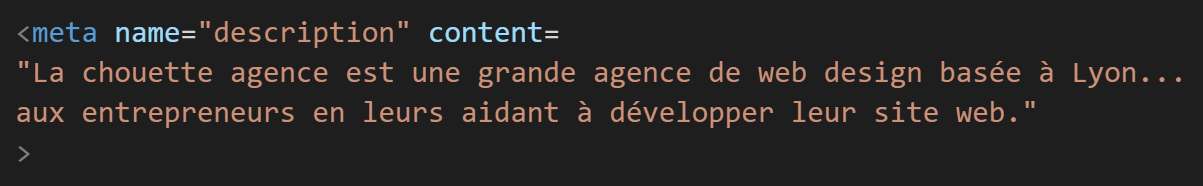 <meta name="description" content=
"La chouette agence est une grande agence de web design basée à Lyon...
aux entrepreneurs en leurs aidant à développer leur site web."
>